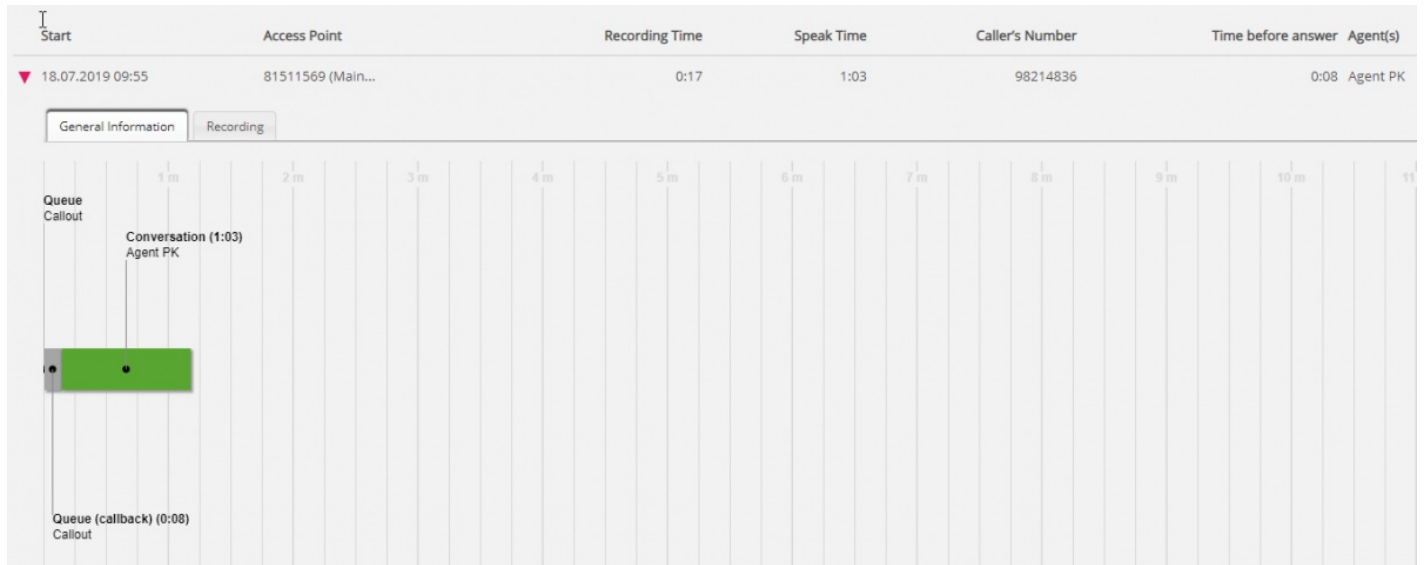 Start Access Point Recording Time Speak Time Caller's Number Time before answer Agent(s)
18.07.2019 09:55 81511569 (Main... 0:17 1:03 98214836 0:08 Agent PK
General Information Recording
1 m 2 m 3 m 4 m 5 m 6 m 7 m 8 m 9 m 10 m 11
Queue
Callout
Conversation (1:03)
Agent PK
Queue (callback) (0:08)
Callout